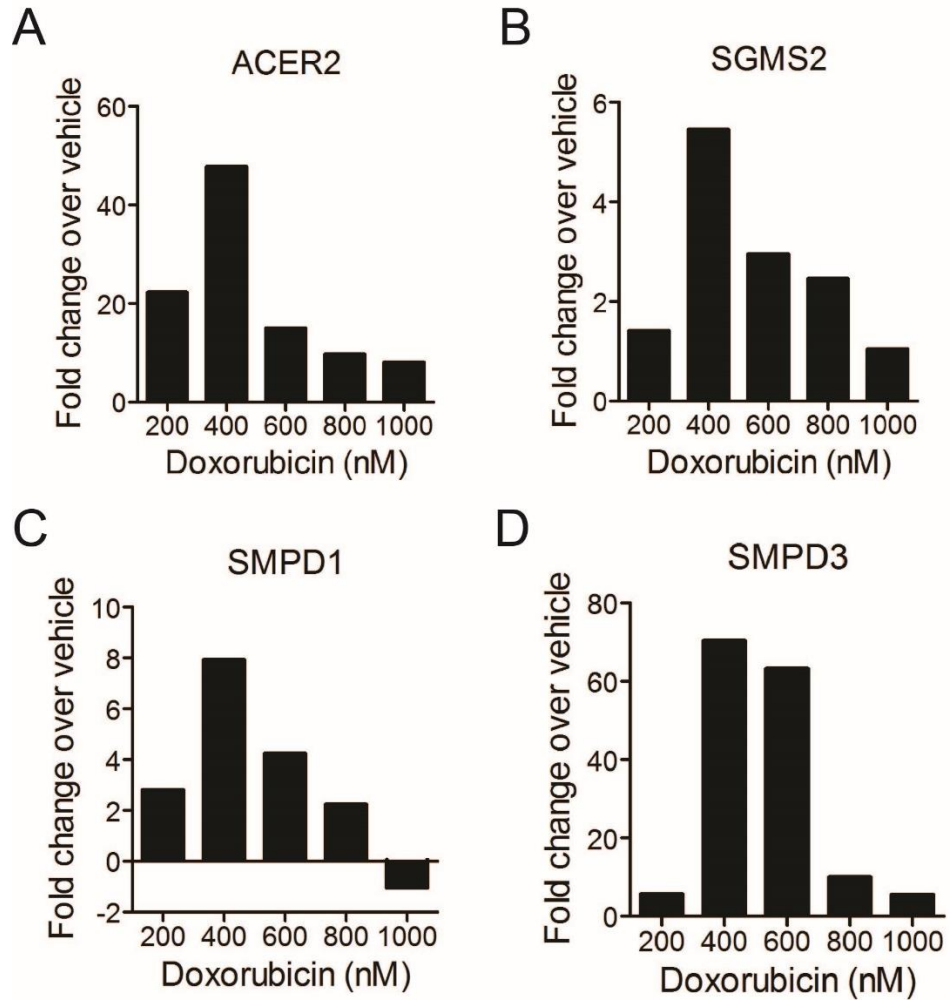 A
ACER2
Fold change over vehicle
60
40
20
0
200 400 600 800 1000
Doxorubicin (nM)
B
SGMS2
Fold change over vehicle
6
4
2
0
200 400 600 800 1000
Doxorubicin (nM)
C
SMPD1
Fold change over vehicle
10
8
6
4
2
0
-2
200 400 600 800 1000
Doxorubicin (nM)
D
SMPD3
Fold change over vehicle
80
60
40
20
0
200 400 600 800 1000
Doxorubicin (nM)